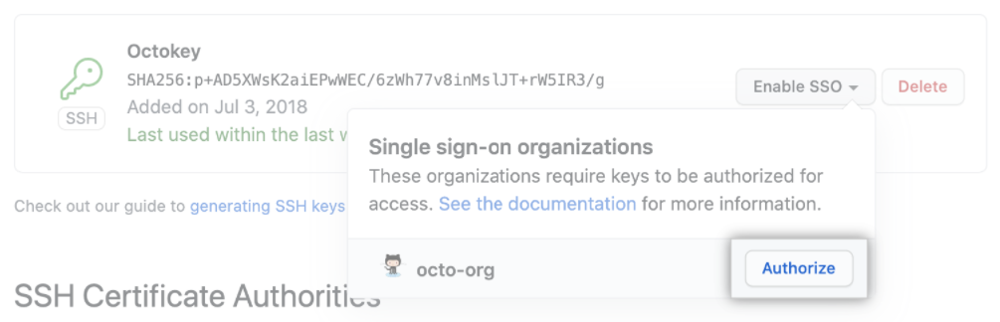 Octokey
SHA256:p+AD5XWsK2aiEPwWEC/6zWh77v8inMslJT+rW5IR3/g
Added on Jul 3, 2018
Last used within the last w
SSH
Enable SSO
Delete
Single sign-on organizations
These organizations require keys to be authorized for
access. See the documentation for more information.
octo-org
Authorize
Check out our guide to generating SSH keys
SSH Certificate Authorities